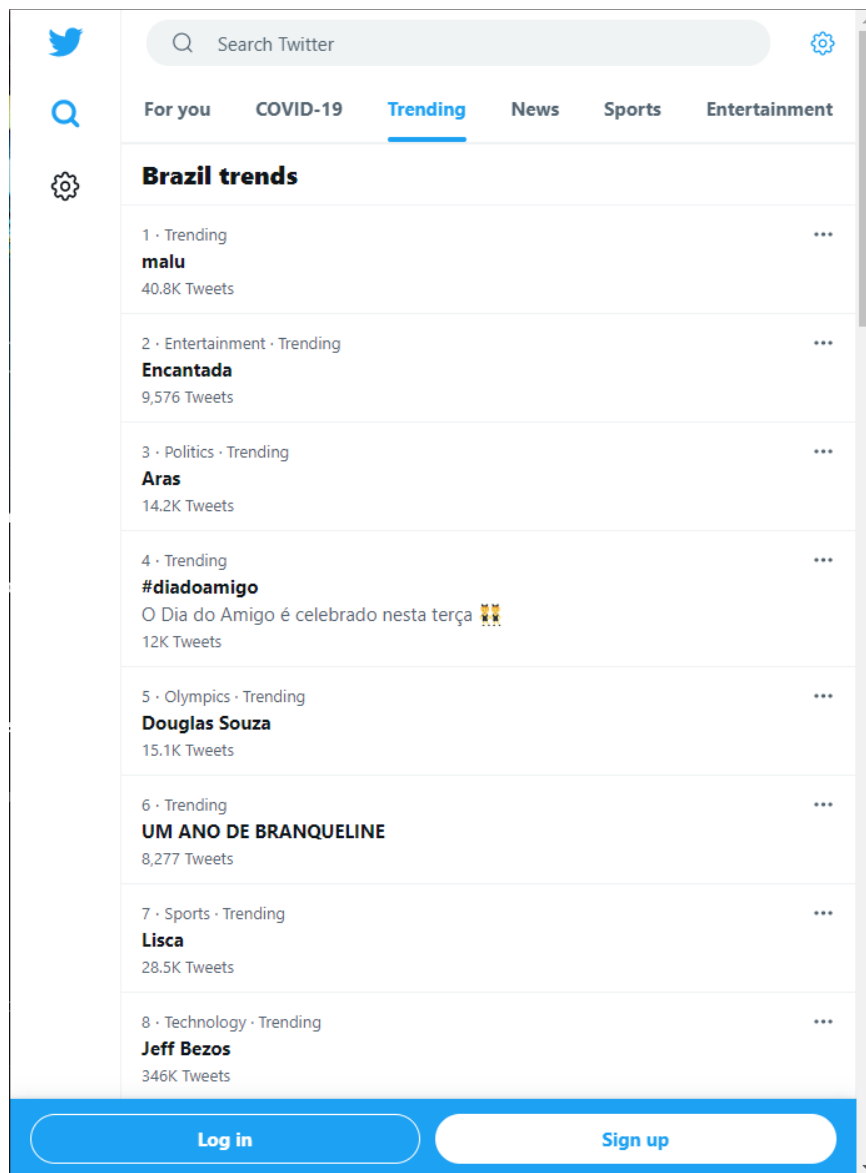 Search Twitter
For you COVID-19 Trending News Sports Entertainment
Brazil trends
1 · Trending
malu
40.8K Tweets
2 · Entertainment · Trending
Encantada
9,576 Tweets
3 · Politics · Trending
Aras
14.2K Tweets
4 · Trending
#diadoamigo
O Dia do Amigo é celebrado nesta terça 👯
12K Tweets
5 · Olympics · Trending
Douglas Souza
15.1K Tweets
6 · Trending
UM ANO DE BRANQUELINE
8,277 Tweets
7 · Sports · Trending
Lisca
28.5K Tweets
8 · Technology · Trending
Jeff Bezos
346K Tweets
Log in Sign up